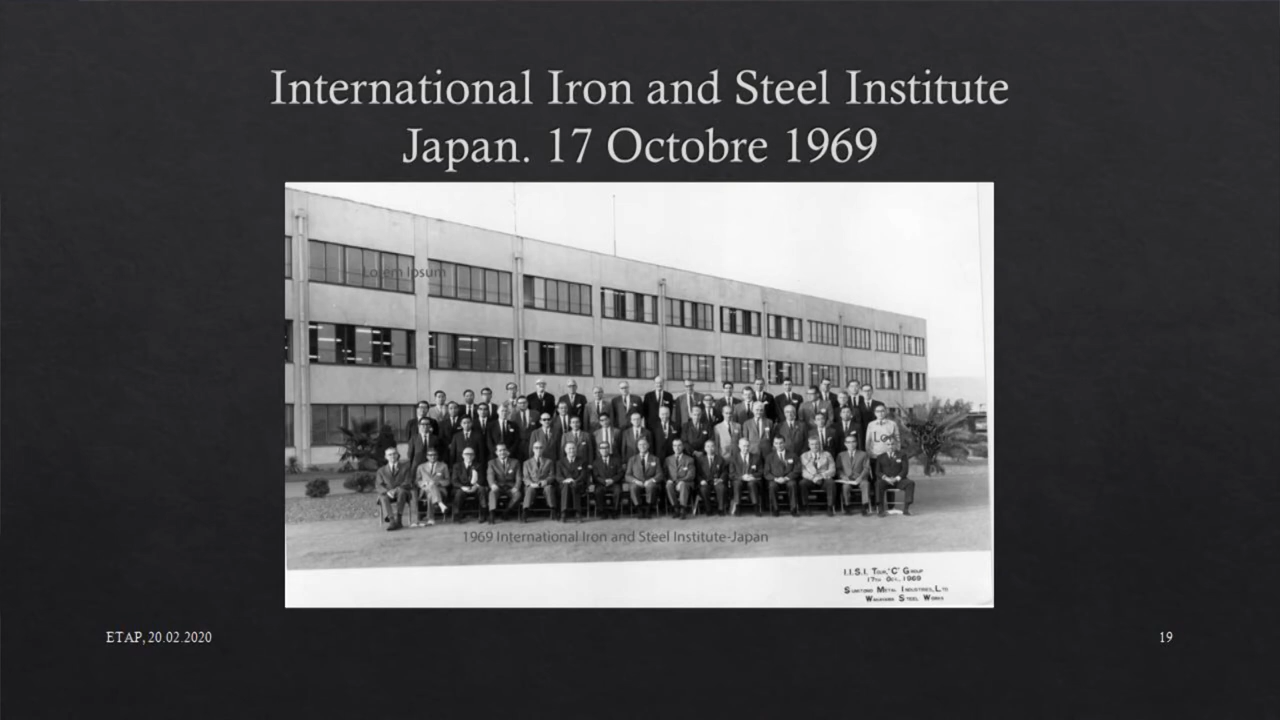 International Iron and Steel Institute
Japan. 17 Octobre 1969
Lorem Ipsum
Lo
1969 International Iron and Steel Institute-Japan
I.I.S.I. Tour, "C" Group
17th Oct., 1969
Sumitomo Metal Industries, Ltd
Wakayama Steel Works
ETAP, 20.02.2020
19